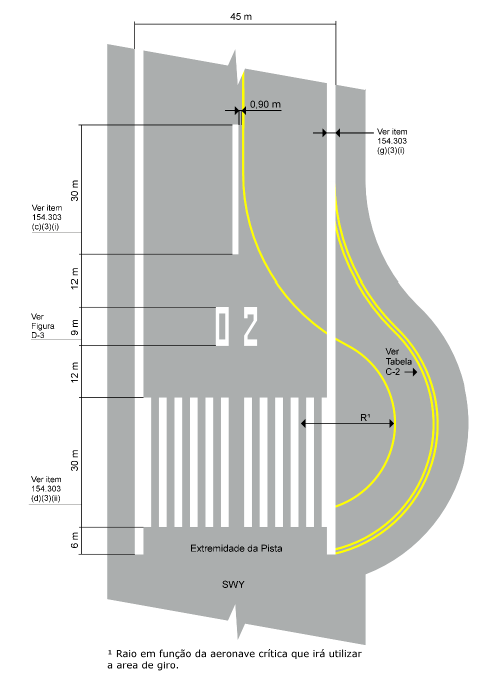 45 m
0,90 m
Ver item
154.303
(g)(3)(i)
30 m
Ver item
154.303
(c)(3)(i)
12 m
Ver
Figura
D-3
9 m
02
12 m
Ver
Tabela
C-2
R¹
30 m
Ver item
154.303
(d)(3)(ii)
6 m
Extremidade da Pista
SWY
¹ Raio em função da aeronave crítica que irá utilizar
a area de giro.